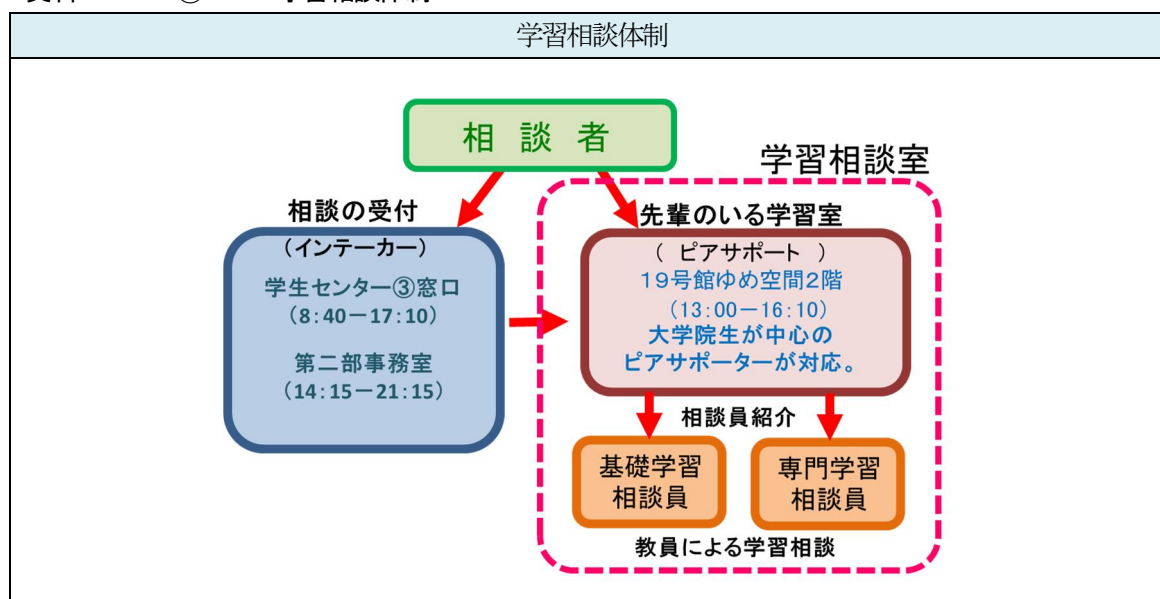 学習相談体制
相談者
学習相談室
相談の受付
(インテーカー)
学生センター③窓口
(8:40-17:10)
第二部事務室
(14:15-21:15)
先輩のいる学習室
( ピアサポート )
19号館ゆめ空間2階
(13:00-16:10)
大学院生が中心の
ピアサポーターが対応。
相談員紹介
基礎学習
相談員
専門学習
相談員
教員による学習相談